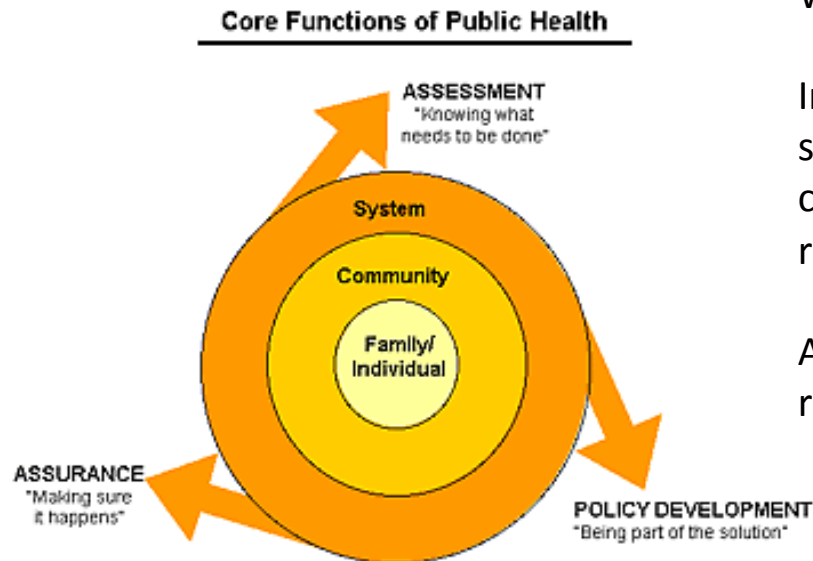 Core Functions of Public Health
ASSESSMENT
"Knowing what
needs to be done"
System
Community
Family/
Individual
ASSURANCE
"Making sure
it happens"
POLICY DEVELOPMENT
"Being part of the solution"